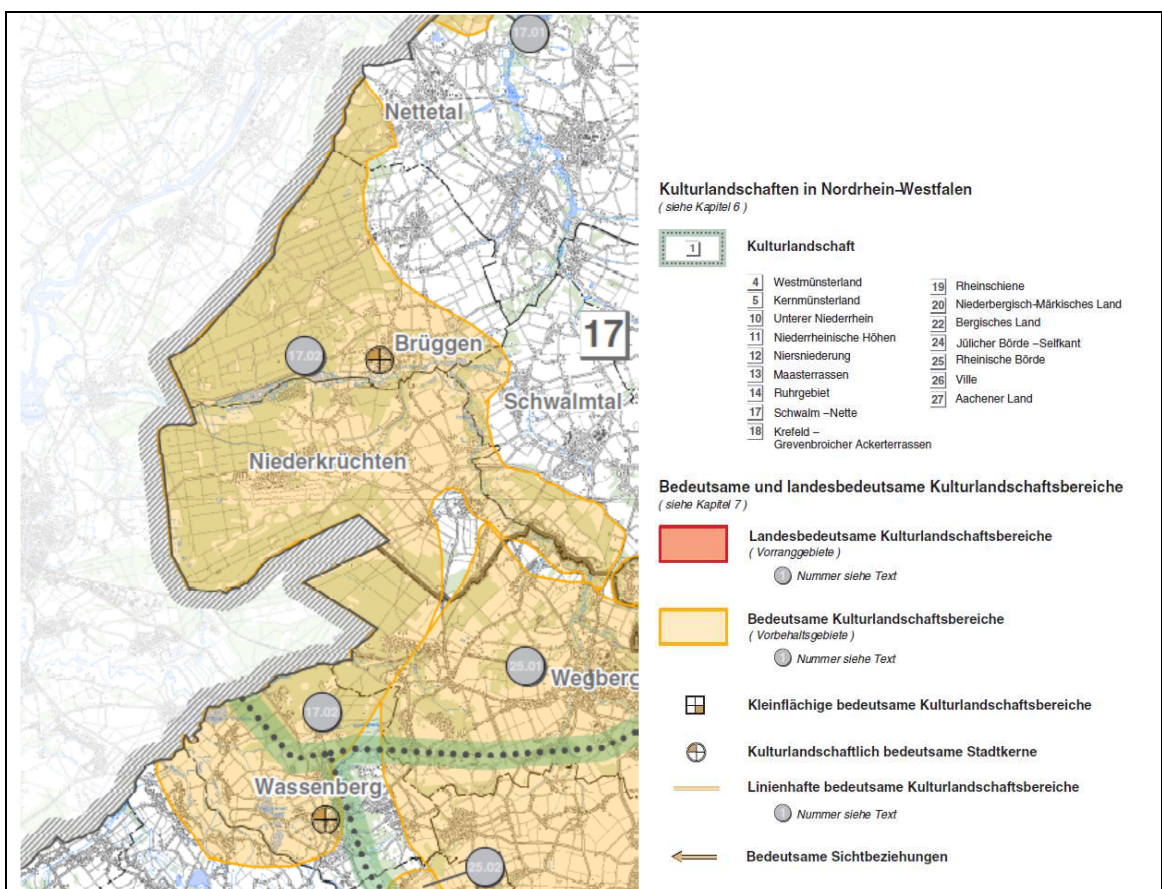 17.01
Nettetal
17
Brüggen
17.02
Schwalmtal
Niederkrüchten
25.01
Wegberg
17.02
Wassenberg
25.02
Kulturlandschaften in Nordrhein–Westfalen
( siehe Kapitel 6 )
1 Kulturlandschaft
4 Westmünsterland
5 Kernmünsterland
10 Unterer Niederrhein
11 Niederrheinische Höhen
12 Niersniederung
13 Maasterrassen
14 Ruhrgebiet
17 Schwalm –Nette
18 Krefeld –
Grevenbroicher Ackerterrassen
19 Rheinschiene
20 Niederbergisch-Märkisches Land
22 Bergisches Land
24 Jülicher Börde –Selfkant
25 Rheinische Börde
26 Ville
27 Aachener Land
Bedeutsame und landesbedeutsame Kulturlandschaftsbereiche
( siehe Kapitel 7 )
Landesbedeutsame Kulturlandschaftsbereiche
( Vorranggebiete )
1 Nummer siehe Text
Bedeutsame Kulturlandschaftsbereiche
( Vorbehaltsgebiete )
1 Nummer siehe Text
Kleinflächige bedeutsame Kulturlandschaftsbereiche
Kulturlandschaftlich bedeutsame Stadtkerne
Linienhafte bedeutsame Kulturlandschaftsbereiche
1 Nummer siehe Text
Bedeutsame Sichtbeziehungen